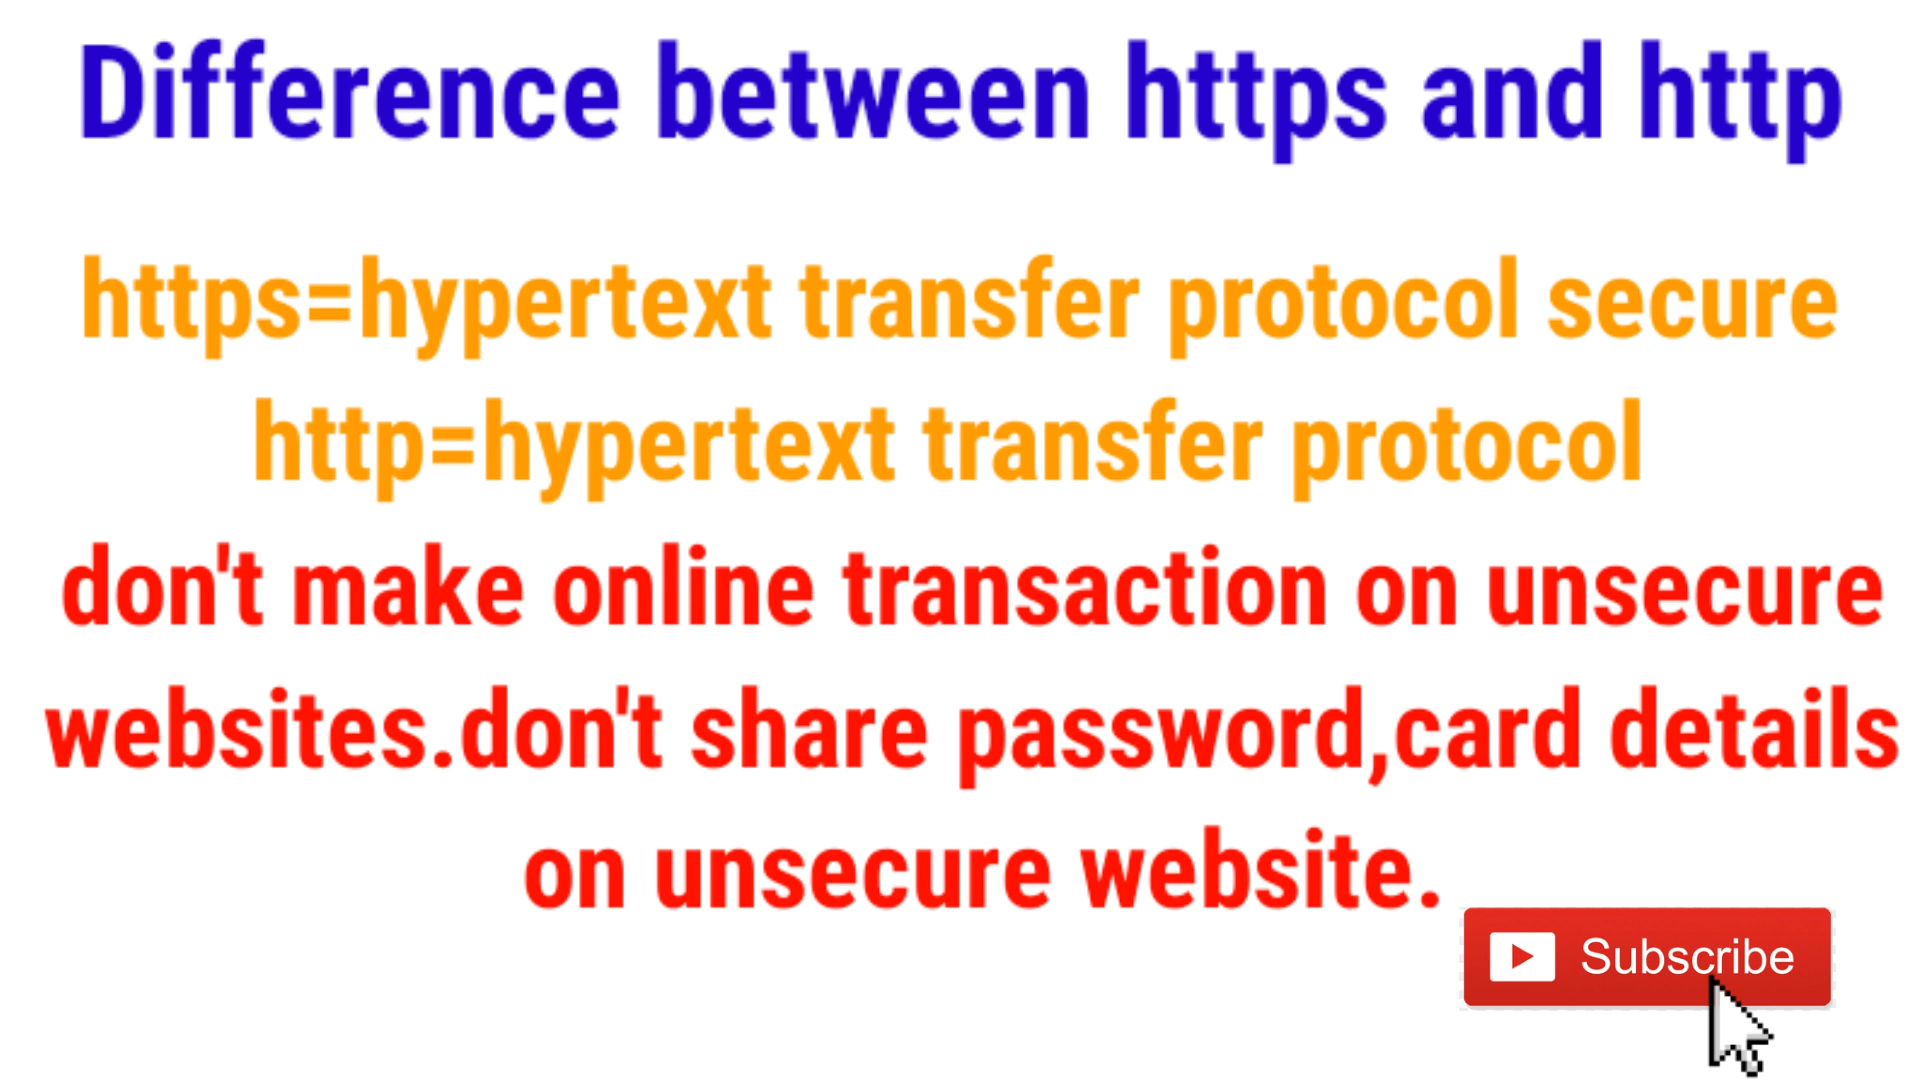 Difference between https and http
https=hypertext transfer protocol secure
http=hypertext transfer protocol
don't make online transaction on unsecure
websites.don't share password,card details
on unsecure website.
Subscribe